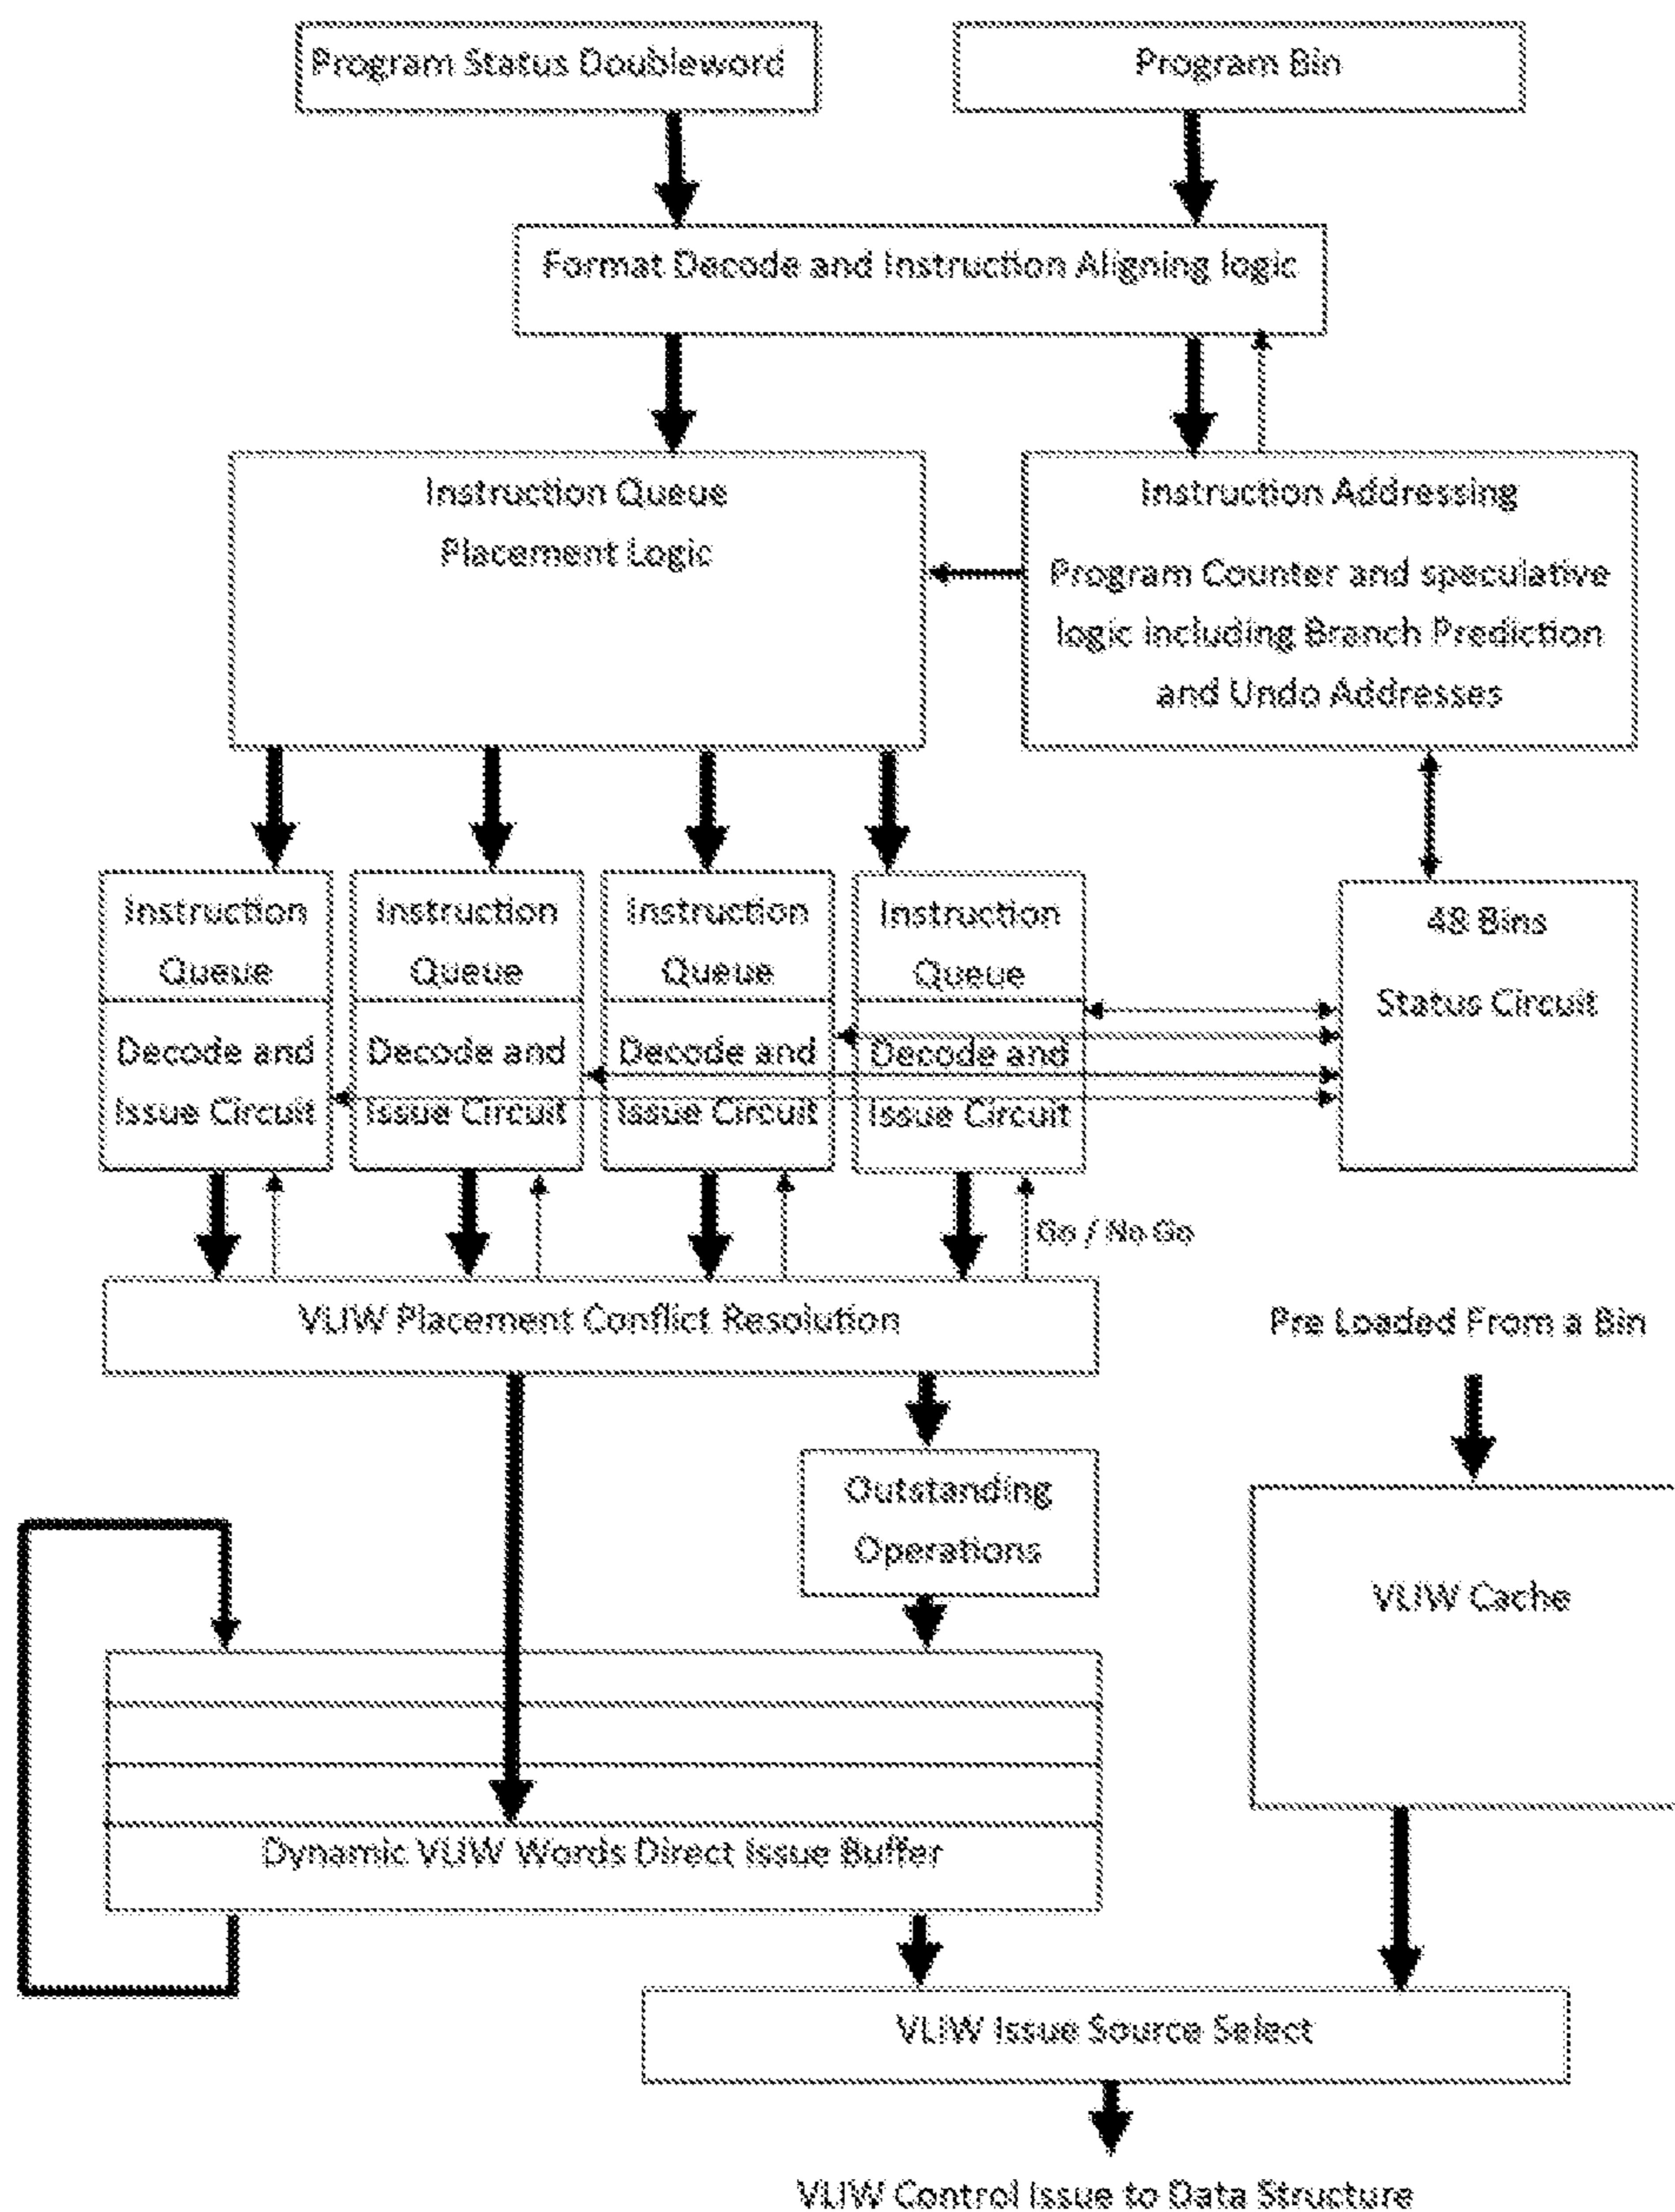 Program Status Doubleword
Program Bin
Format Decode and Instruction Aligning logic
Instruction Queue
Placement Logic
Instruction Addressing
Program Counter and speculative
logic including Branch Prediction
and Undo Addresses
Instruction
Queue
Decode and
Issue Circuit
Instruction
Queue
Decode and
Issue Circuit
Instruction
Queue
Decode and
Issue Circuit
Instruction
Queue
Decode and
Issue Circuit
48 Bins
Status Circuit
Go / No Go
VLIW Placement Conflict Resolution
Pre Loaded From a Bin
Outstanding
Operations
VLIW Cache
Dynamic VLIW Words Direct Issue Buffer
VLIW Issue Source Select
VLIW Control Issue to Data Structure